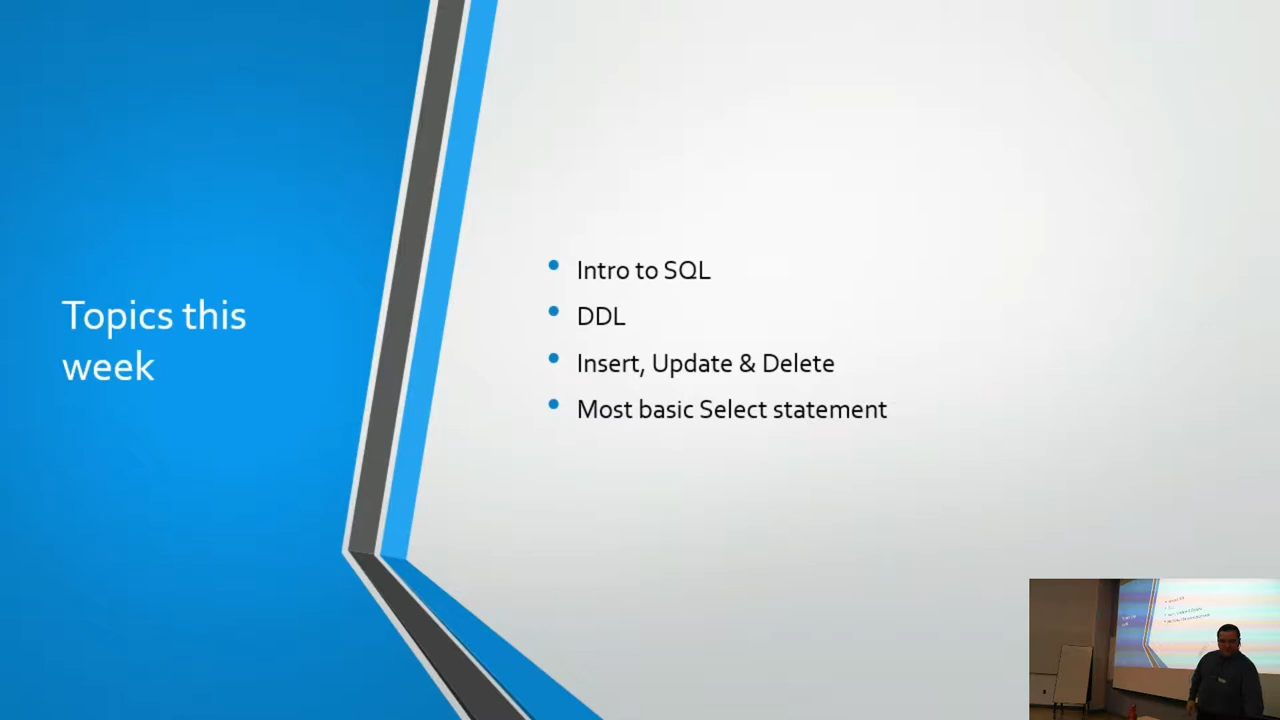 Topics this
week
Intro to SQL
DDL
Insert, Update & Delete
Most basic Select statement